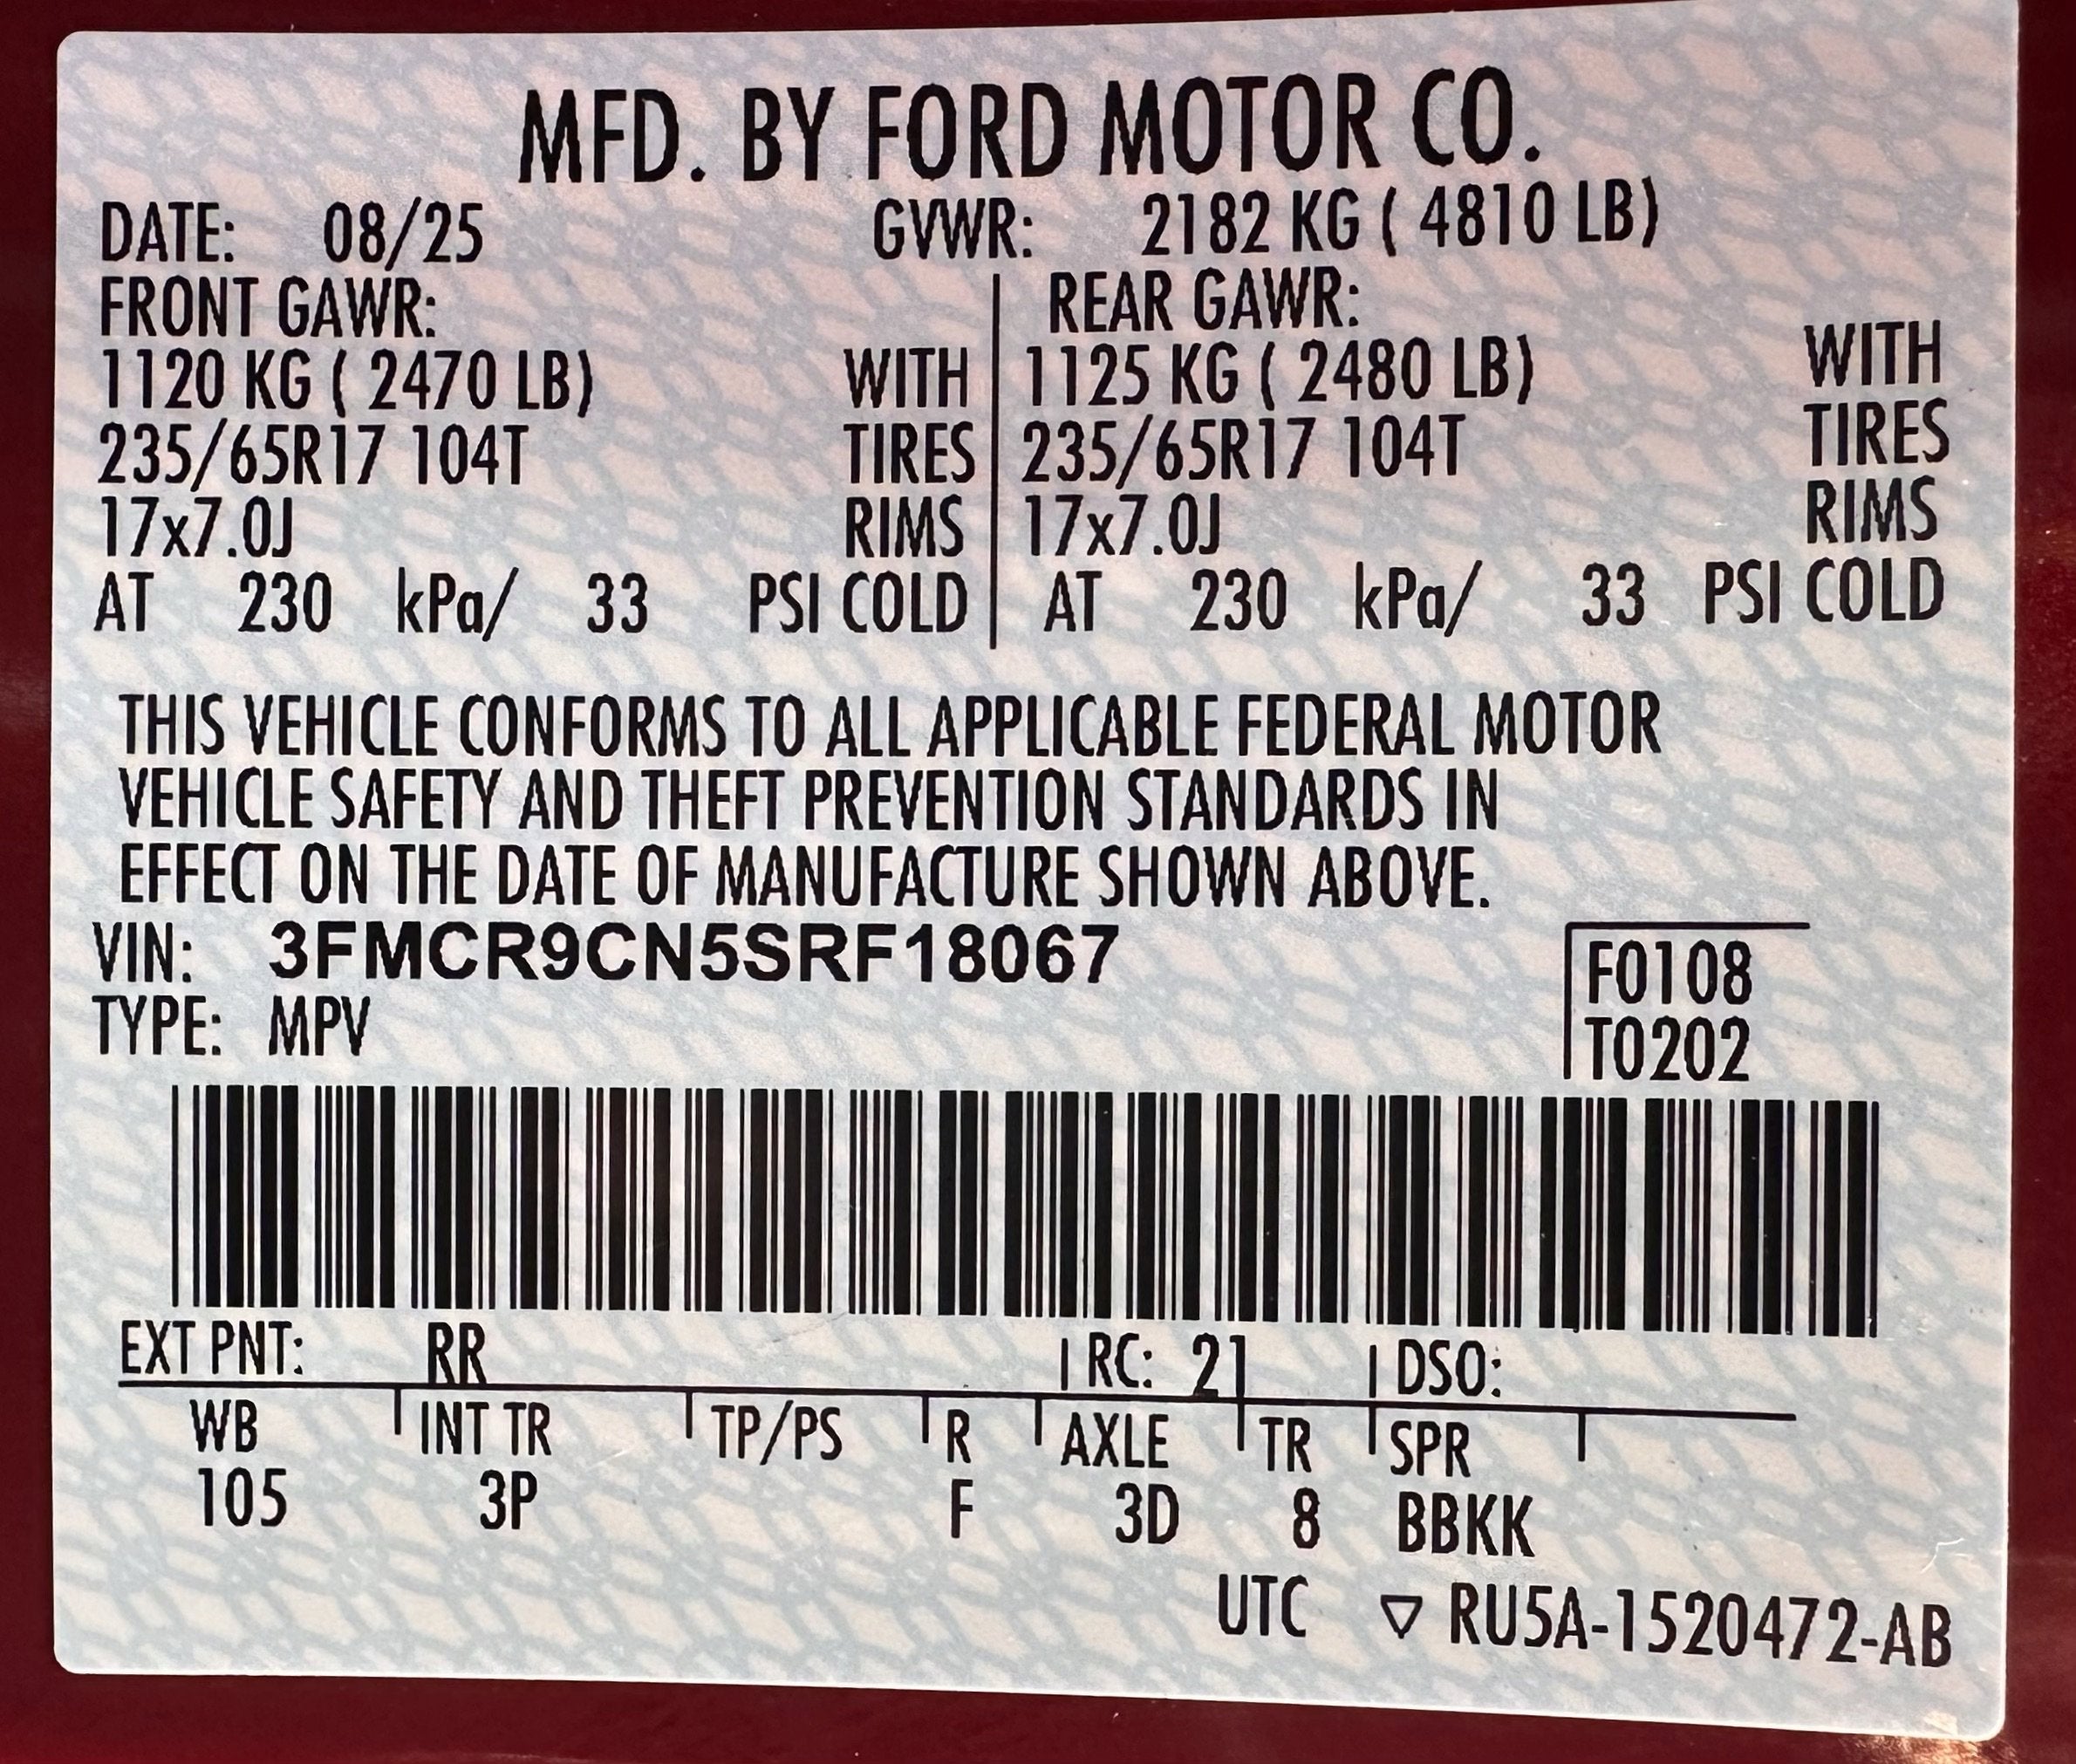 MFD. BY FORD MOTOR CO.
DATE: 08/25 GVWR: 2182 KG ( 4810 LB)
FRONT GAWR: REAR GAWR:
1120 KG ( 2470 LB) WITH 1125 KG ( 2480 LB) WITH
235/65R17 104T TIRES 235/65R17 104T TIRES
17x7.0J RIMS 17x7.0J RIMS
AT 230 kPa/ 33 PSI COLD AT 230 kPa/ 33 PSI COLD
THIS VEHICLE CONFORMS TO ALL APPLICABLE FEDERAL MOTOR
VEHICLE SAFETY AND THEFT PREVENTION STANDARDS IN
EFFECT ON THE DATE OF MANUFACTURE SHOWN ABOVE.
VIN: 3FMCR9CN5SRF18067 F0108
TYPE: MPV T0202
EXT PNT: RR RC: 21 DSO:
WB INT TR TP/PS R AXLE TR SPR
105 3P F 3D 8 BBKK
UTC ▽ RU5A-1520472-AB